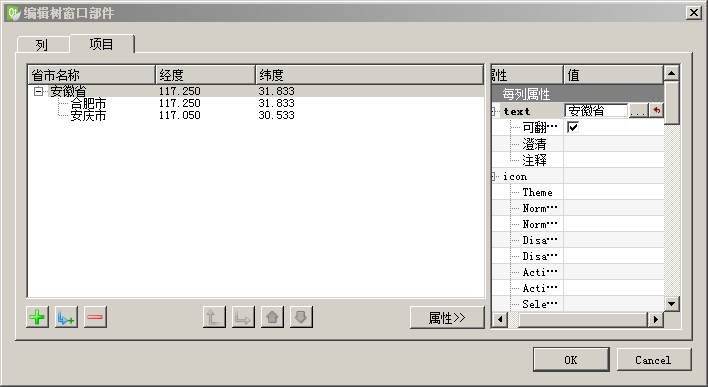 编辑树窗口部件
列 项目
省市名称 经度 纬度
安徽省 117.250 31.833
合肥市 117.250 31.833
安庆市 117.050 30.533
属性 值
每列属性
text 安徽省 ...
可翻…
澄清
注释
icon
Theme
Norm…
Norm…
Disa…
Disa…
Acti…
Acti…
Sele…
属性>>
OK Cancel